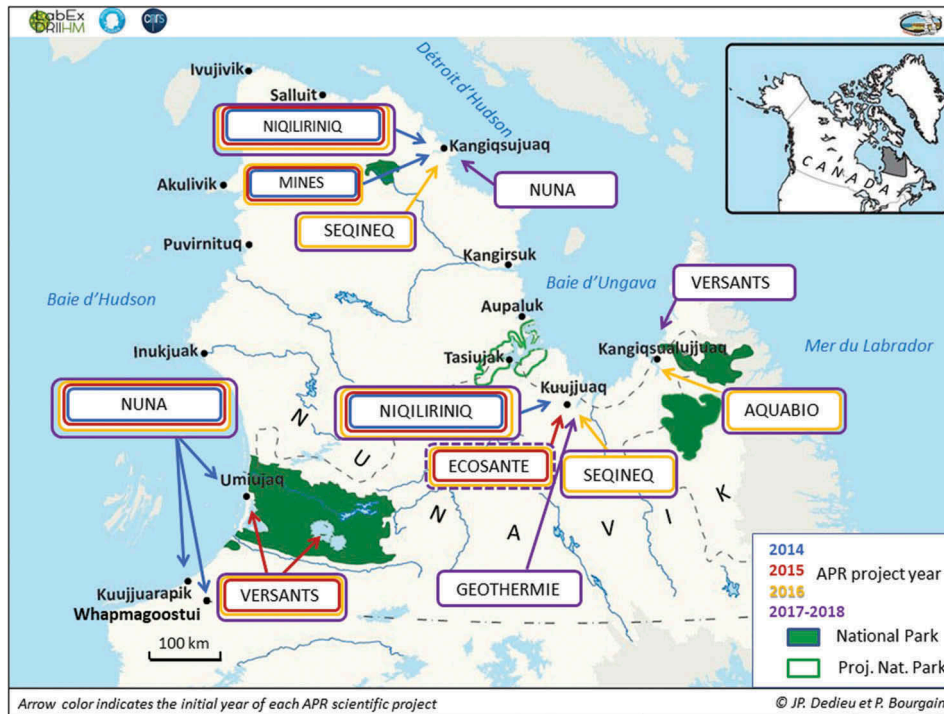 LabEx
DRIIHM
cnrs
Détroit d'Hudson
Ivujivik
Salluit
NIQILIRINIQ
Kangiqsujuaq
CANADA
Akulivik
MINES
NUNA
SEQINEQ
Puvirnituq
Kangirsuk
Baie d'Ungava
VERSANTS
Baie d'Hudson
Aupaluk
Inukjuak
Tasiujak
Kangiqsualujjuaq
Mer du Labrador
NUNA
NIQILIRINIQ
Kuujjuaq
AQUABIO
ECOSANTE
SEQINEQ
Umiujaq
NUNAVIK
GEOTHERMIE
VERSANTS
Kuujjuarapik
Whapmagoostui
100 km
2014
2015 APR project year
2016
2017-2018
National Park
Proj. Nat. Park
Arrow color indicates the initial year of each APR scientific project
© JP. Dedieu et P. Bourgain